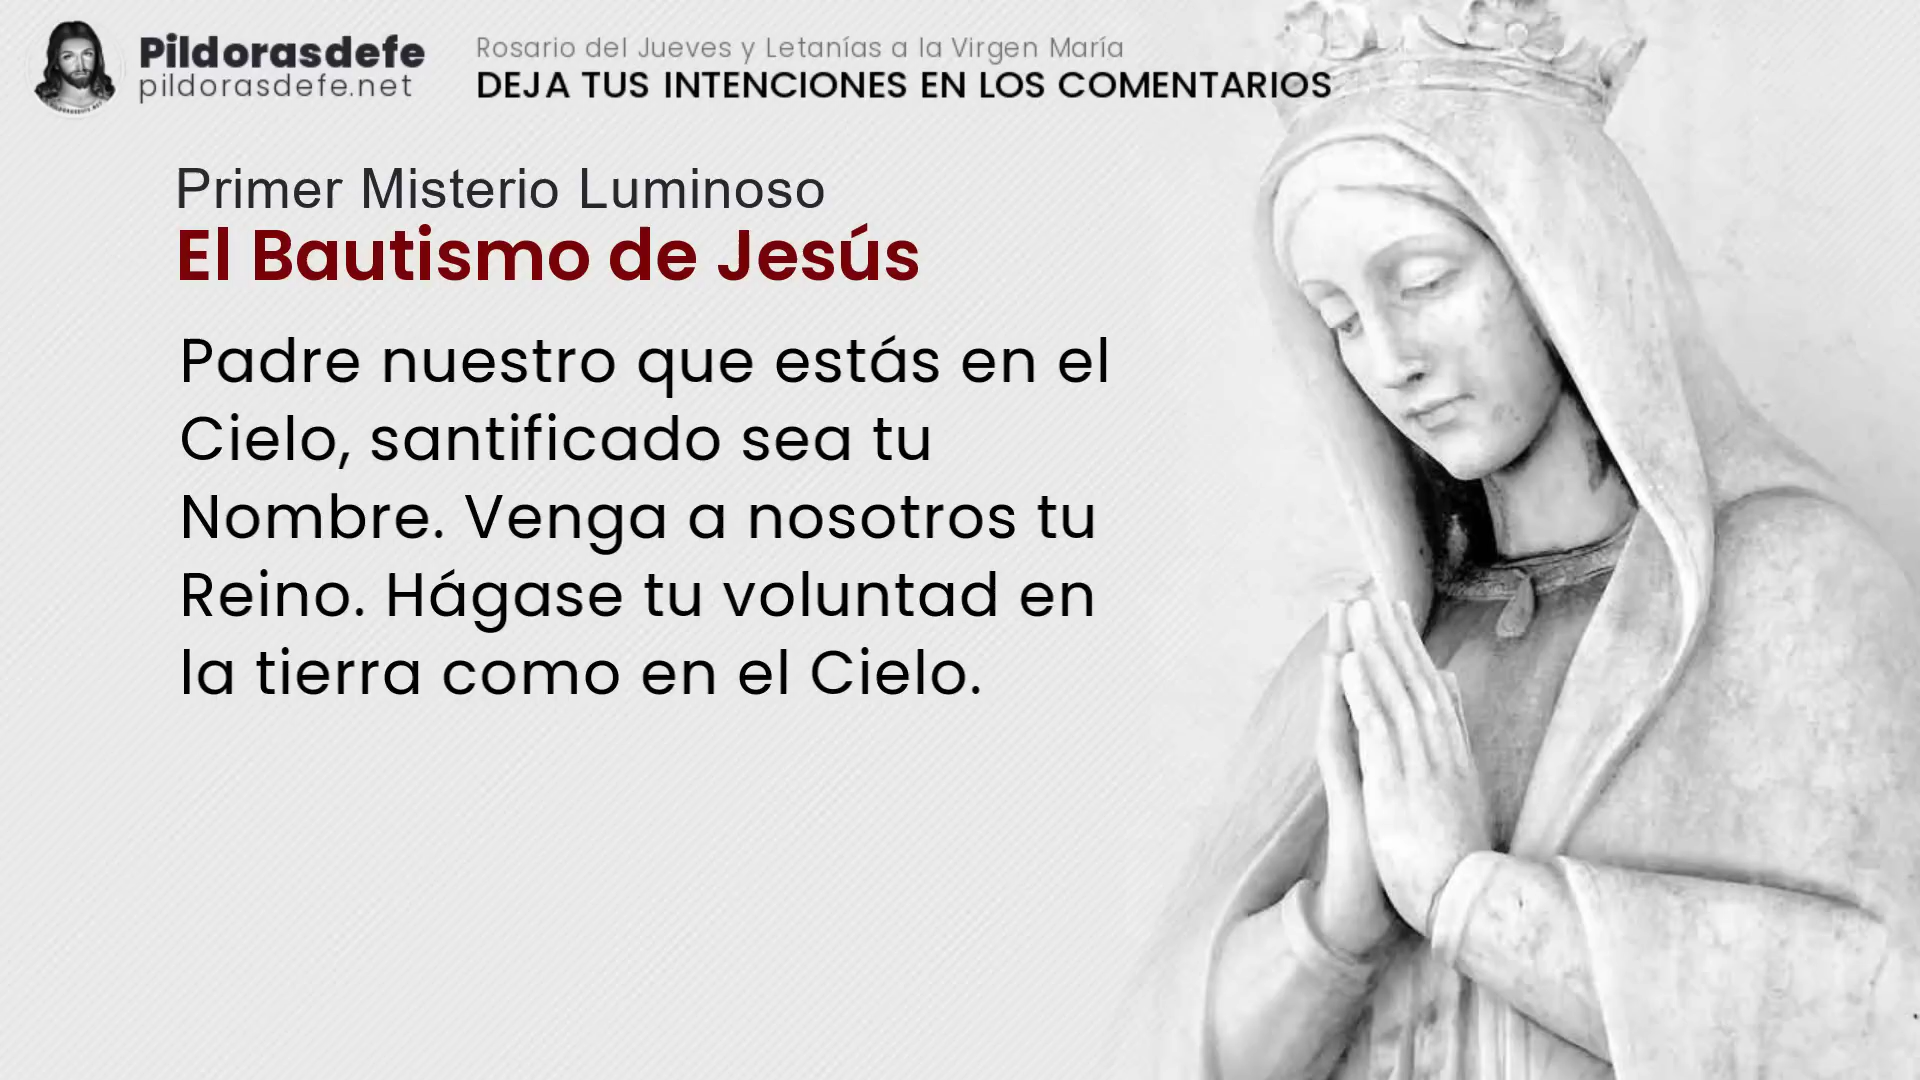 Pildorasdefe
pildorasdefe.net
Rosario del Jueves y Letanías a la Virgen María
DEJA TUS INTENCIONES EN LOS COMENTARIOS
Primer Misterio Luminoso
El Bautismo de Jesús
Padre nuestro que estás en el
Cielo, santificado sea tu
Nombre. Venga a nosotros tu
Reino. Hágase tu voluntad en
la tierra como en el Cielo.